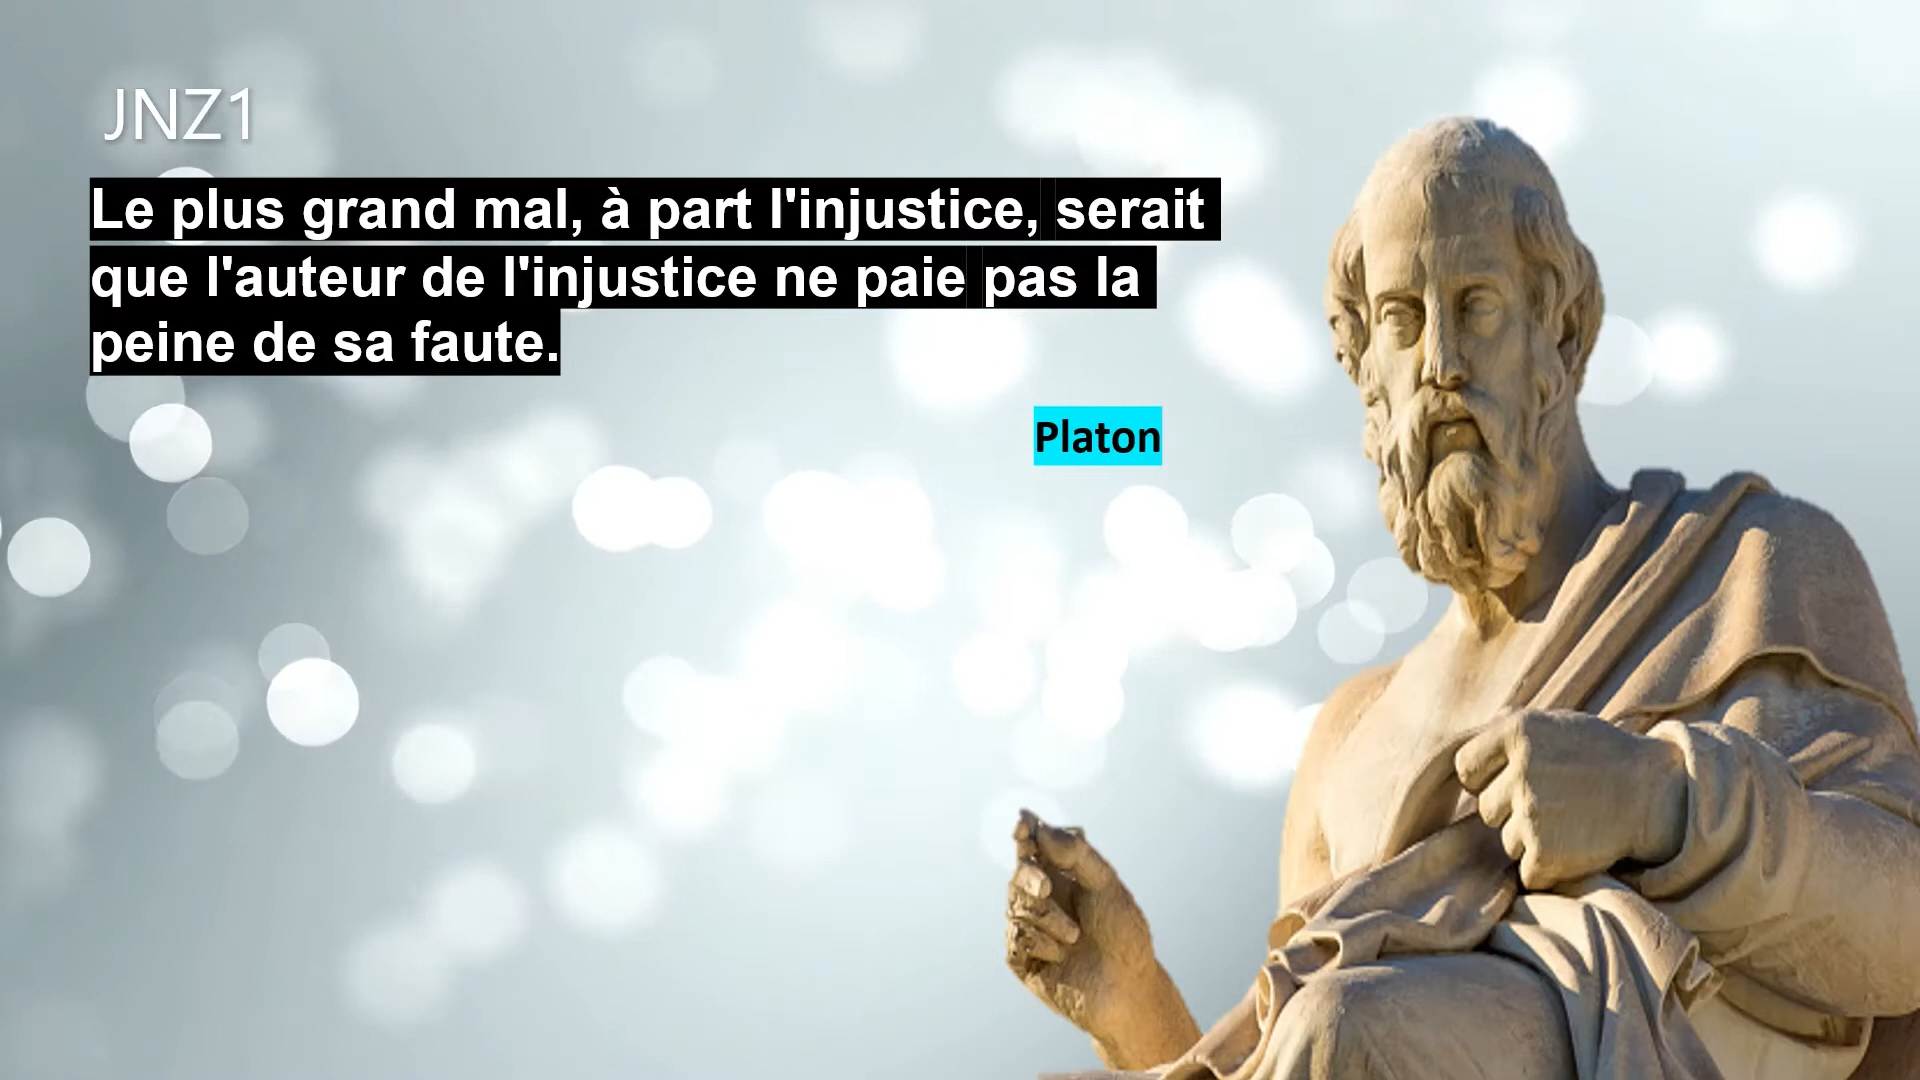 JNZ1
Le plus grand mal, à part l'injustice, serait
que l'auteur de l'injustice ne paie pas la
peine de sa faute.
Platon